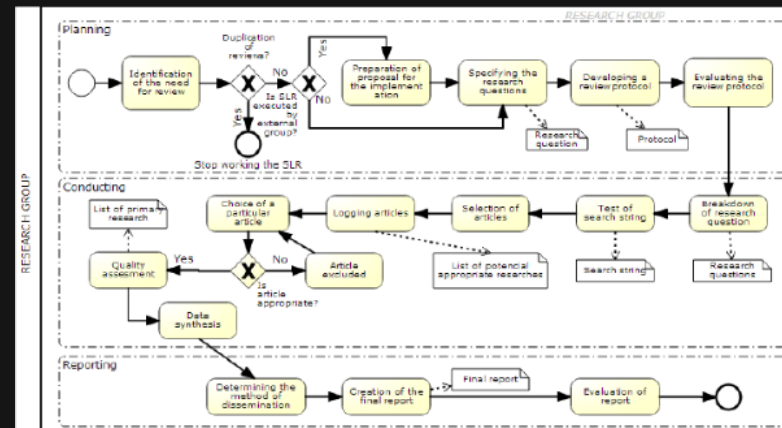 RESEARCH GROUP
RESEARCH GROUP
Planning
Duplication
of
reviews?
Yes
Identification
of the need
for review
No
Is SLR
executed
by
external
group?
No
Yes
Stop working the SLR
Preparation of
proposal for
the implement
ation
Specifying the
research
questions
Developing a
review protocol
Evaluating the
review protocol
Research
question
Protocol
Conducting
List of primary
research
Choice of a
particular
article
Logging articles
Selection of
articles
Test of
search string
Breakdown
of research
question
Quality
assesment
Yes
No
Article
excluded
Is
article
appropriate?
List of potencial
appropriate reserches
Search string
Research
questions
Data
synthesis
Reporting
Determining the
method of
dissemination
Creation of the
final report
Final report
Evaluation of
report